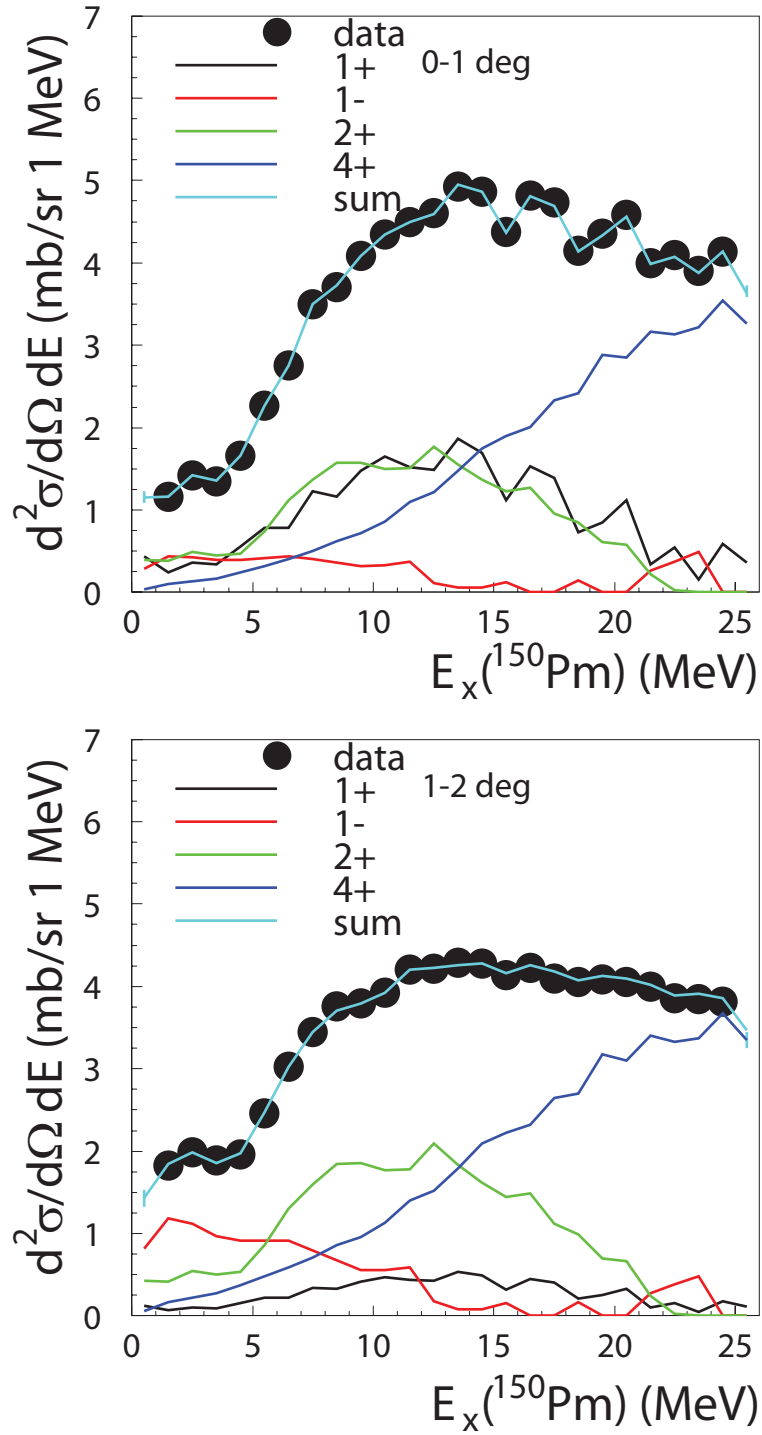 7
6
5
4
3
2
1
0
d²σ/dΩ dE (mb/sr 1 MeV)
data
1+ 0-1 deg
1-
2+
4+
sum
0 5 10 15 20 25
Eₓ(¹⁵⁰Pm) (MeV)
7
6
5
4
3
2
1
0
d²σ/dΩ dE (mb/sr 1 MeV)
data
1+ 1-2 deg
1-
2+
4+
sum
0 5 10 15 20 25
Eₓ(¹⁵⁰Pm) (MeV)